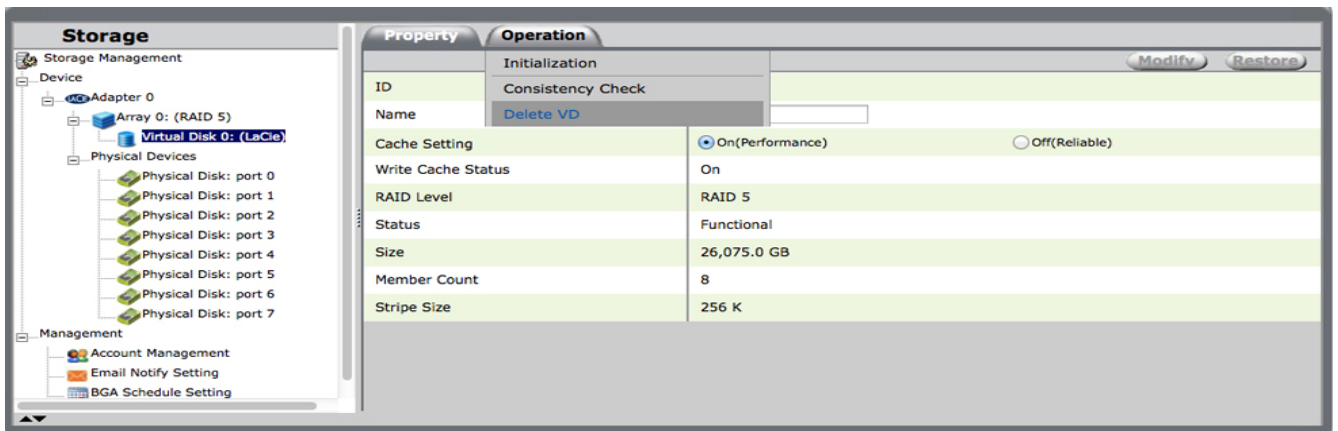 Storage
Storage Management
Device
LACIE Adapter 0
Array 0: (RAID 5)
Virtual Disk 0: (LaCie)
Physical Devices
Physical Disk: port 0
Physical Disk: port 1
Physical Disk: port 2
Physical Disk: port 3
Physical Disk: port 4
Physical Disk: port 5
Physical Disk: port 6
Physical Disk: port 7
Management
Account Management
Email Notify Setting
BGA Schedule Setting
Property Operation
Initialization
Consistency Check
Delete VD
Modify Restore
ID
Name
Cache Setting On(Performance) Off(Reliable)
Write Cache Status On
RAID Level RAID 5
Status Functional
Size 26,075.0 GB
Member Count 8
Stripe Size 256 K